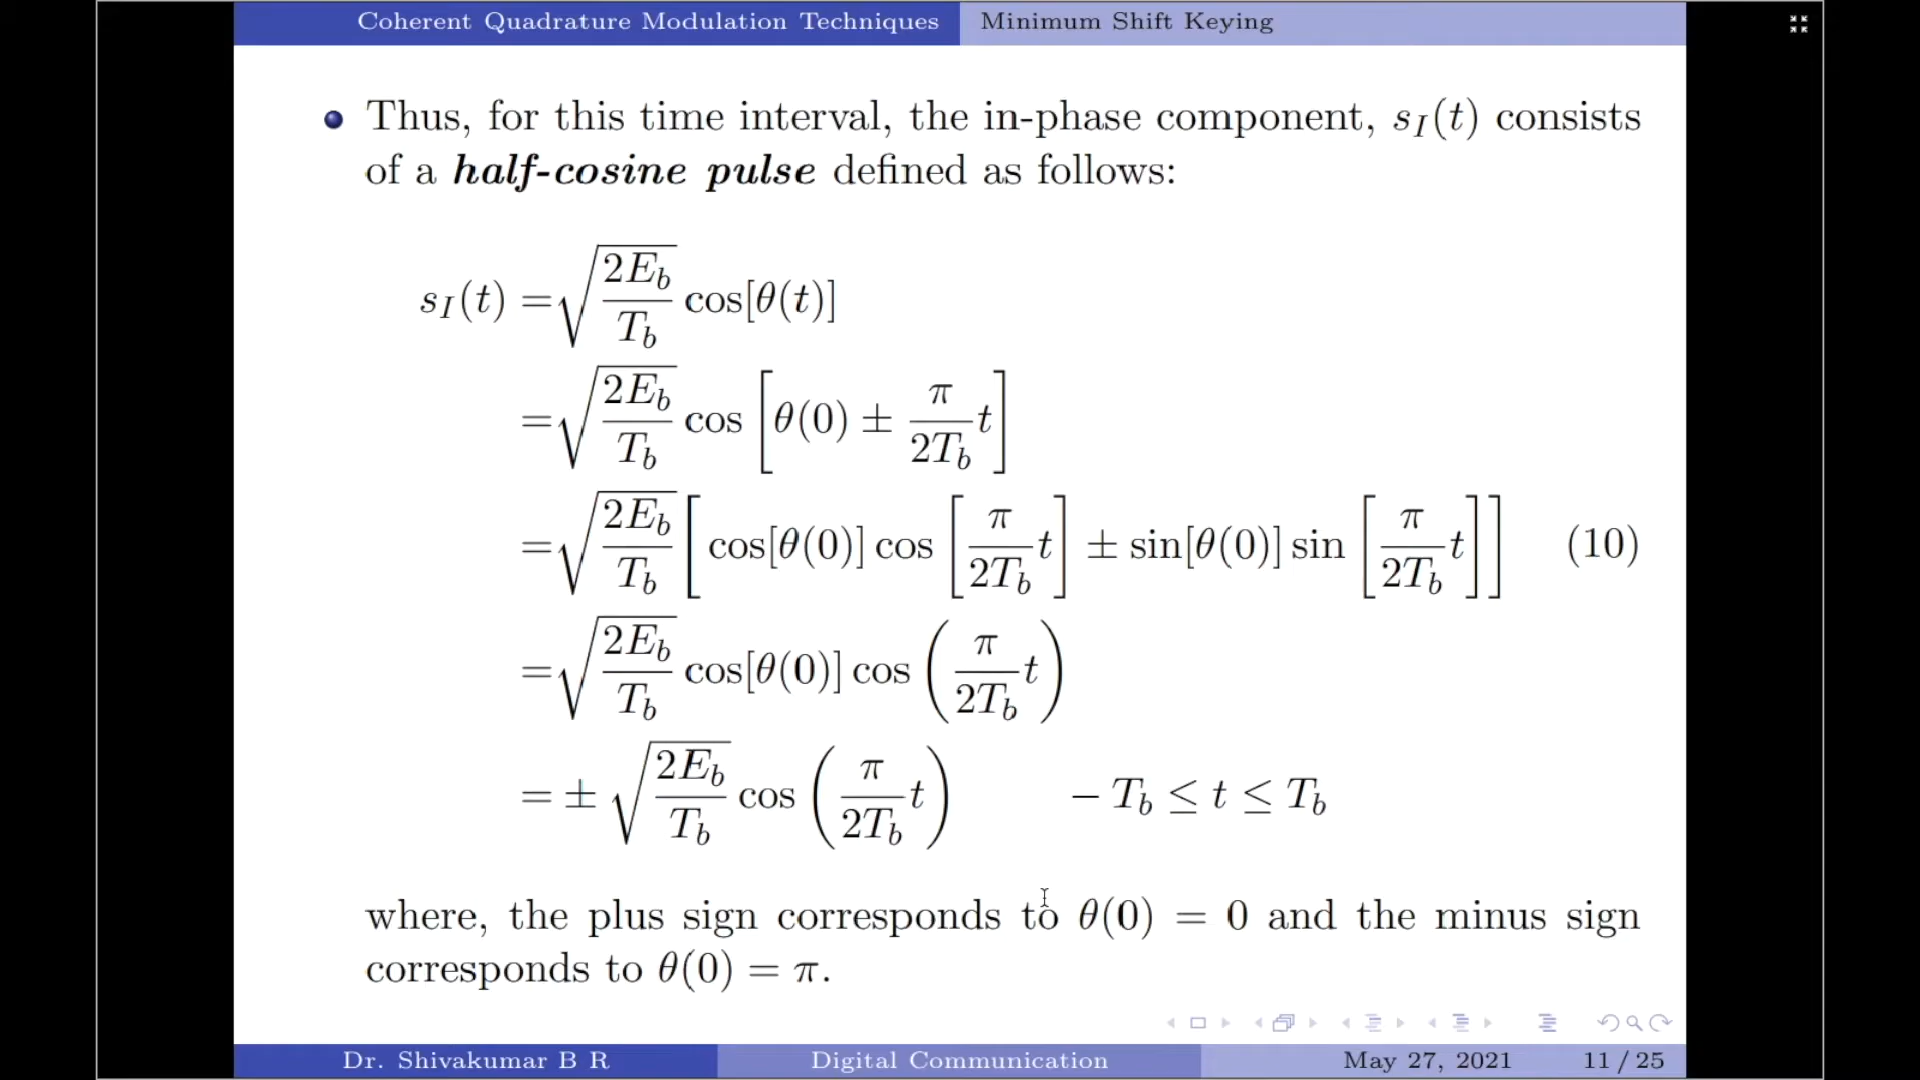 Coherent Quadrature Modulation Techniques Minimum Shift Keying
Thus, for this time interval, the in-phase component, s_I(t) consists
of a half-cosine pulse defined as follows:
s_I(t) = √(2E_b/T_b) cos[θ(t)]
= √(2E_b/T_b) cos [θ(0) ± π/(2T_b) t]
= √(2E_b/T_b) [ cos[θ(0)] cos [π/(2T_b) t] ± sin[θ(0)] sin [π/(2T_b) t]] (10)
= √(2E_b/T_b) cos[θ(0)] cos (π/(2T_b) t)
= ± √(2E_b/T_b) cos (π/(2T_b) t) − T_b ≤ t ≤ T_b
where, the plus sign corresponds to θ(0) = 0 and the minus sign
corresponds to θ(0) = π.
Dr. Shivakumar B R Digital Communication May 27, 2021 11 / 25